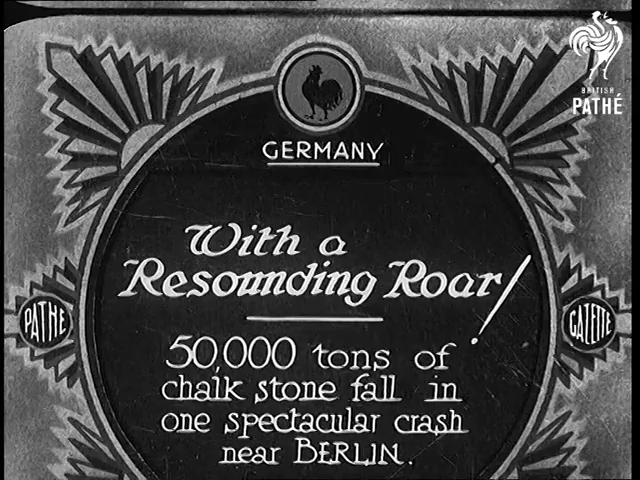 BRITISH
PATHÉ
GERMANY
With a
Resounding Roar!
PATHE
GAZETTE
50,000 tons of
chalk stone fall in
one spectacular crash
near BERLIN.